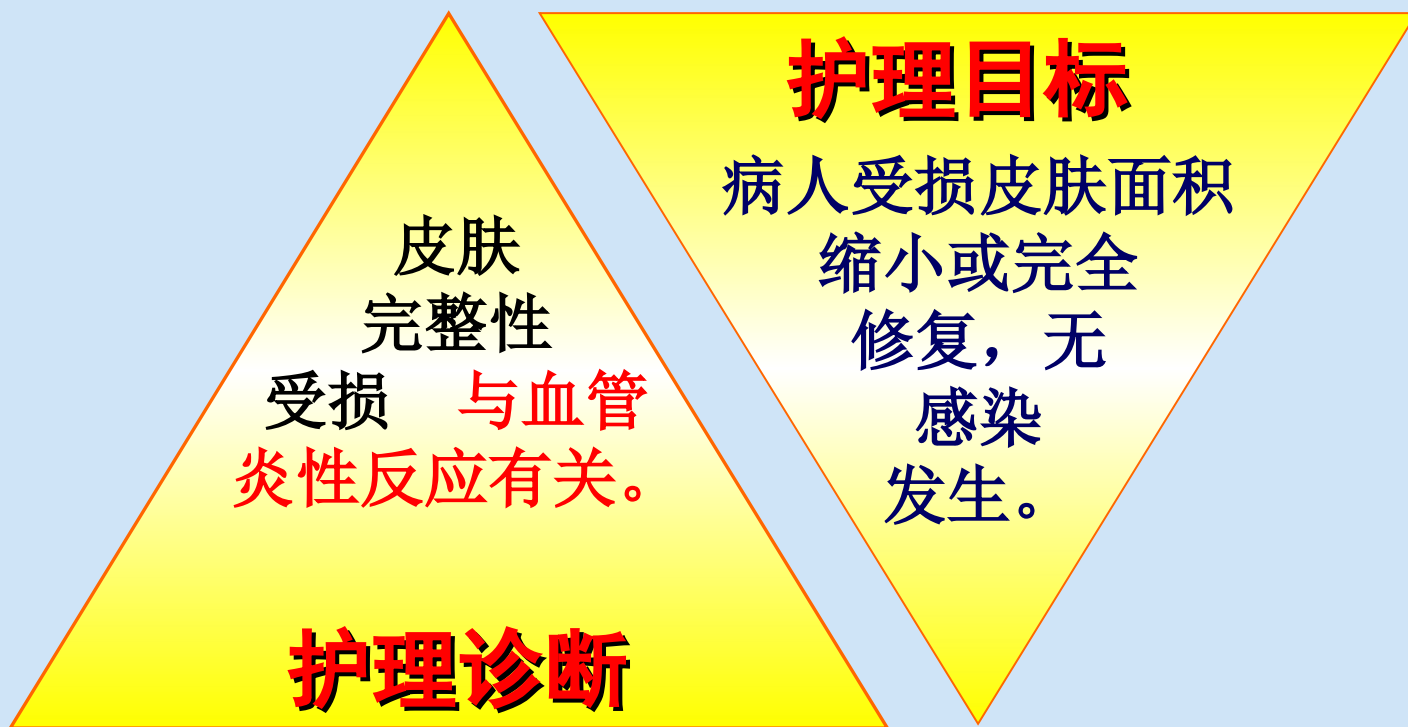 皮肤
完整性
受损 与血管
炎性反应有关。
护理诊断
护理目标
病人受损皮肤面积
缩小或完全
修复，无
感染
发生。